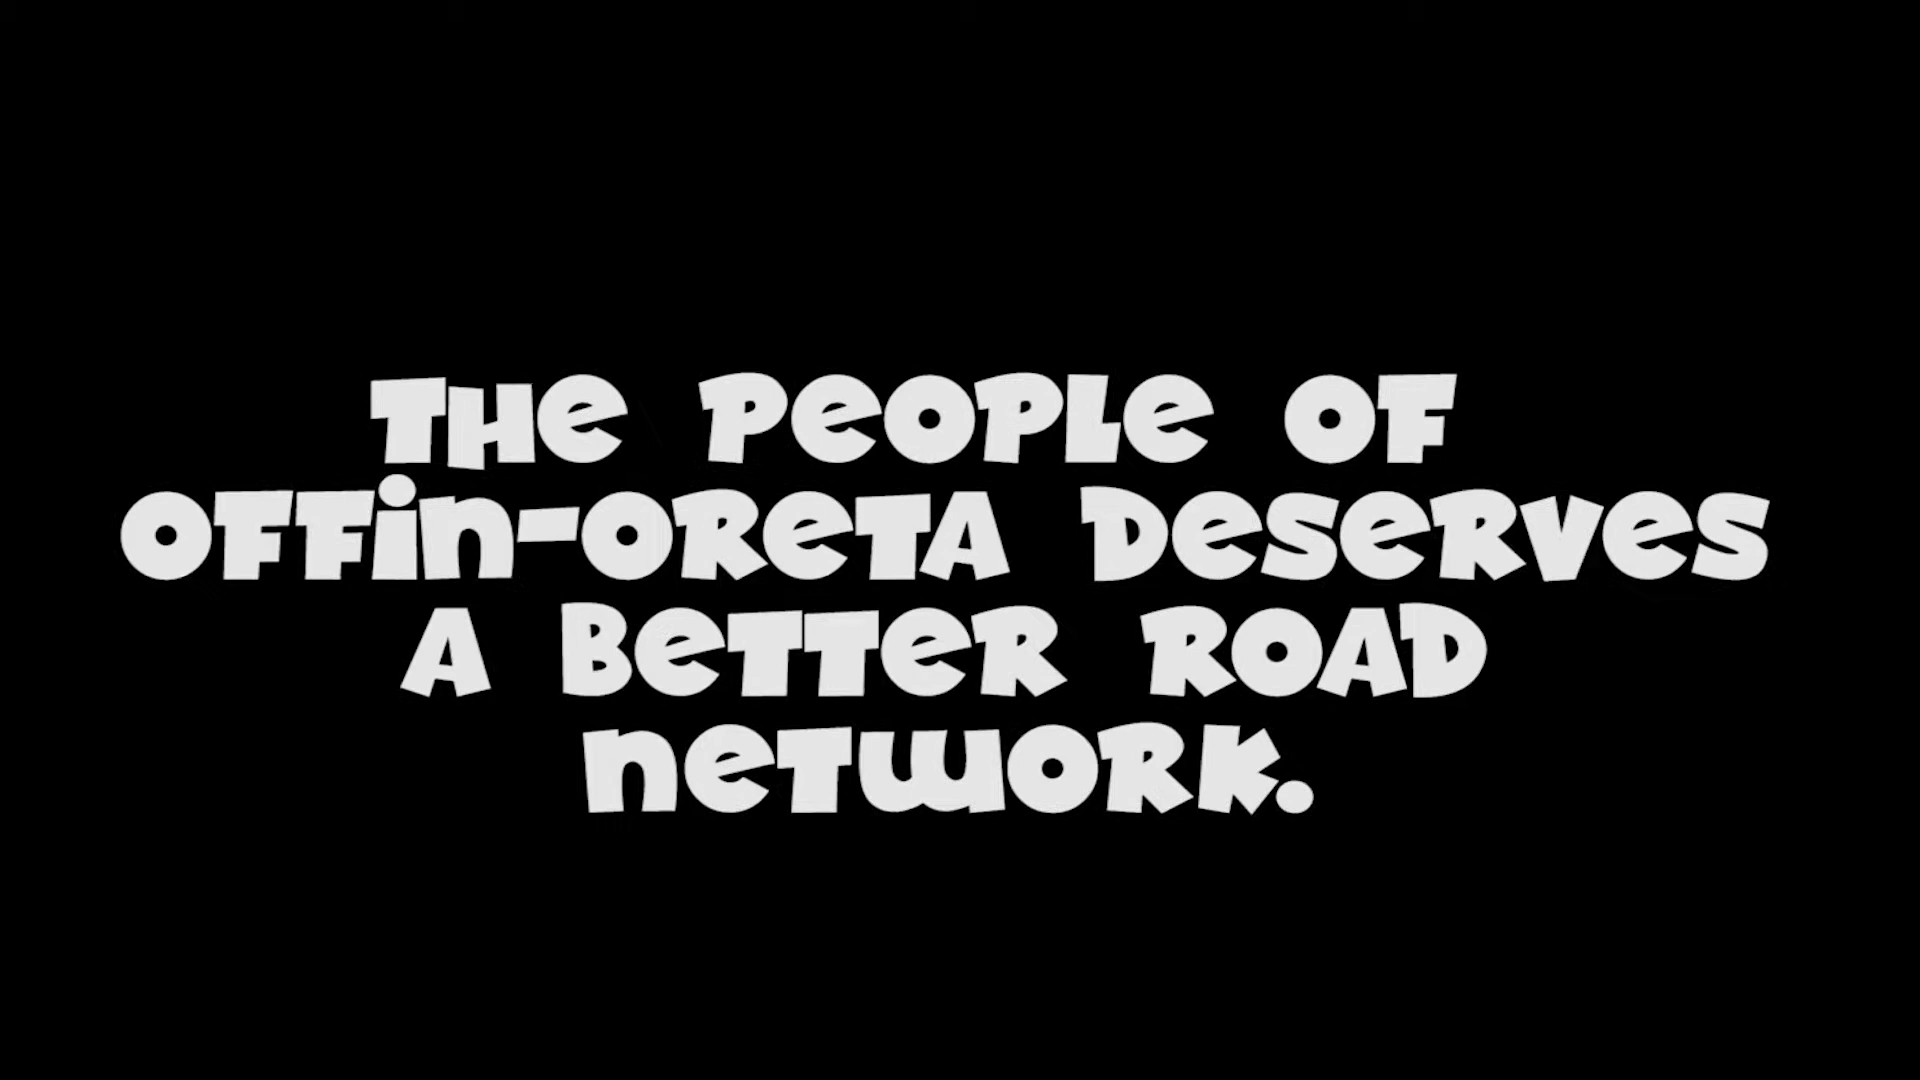 THe PeOPLe OF
OFFin-OReTA DeSeRVeS
A BeTTeR ROAD
neTWORK.